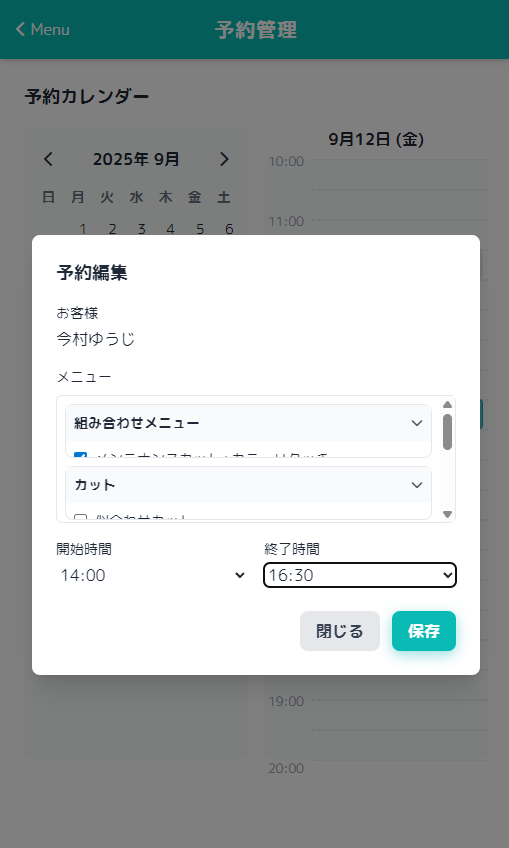 Menu
予約管理
予約カレンダー
2025年 9月
9月12日 (金)
日 月 火 水 木 金 土
1 2 3 4 5 6
10:00
11:00
予約編集
お客様
今村ゆうじ
メニュー
組み合わせメニュー
カット
開始時間
終了時間
14:00
16:30
閉じる
保存
19:00
20:00